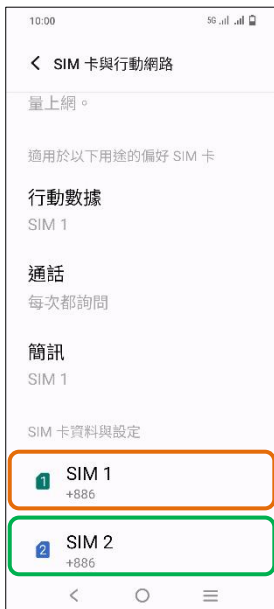 10:00
5G
SIM 卡與行動網路
量上網。
適用於以下用途的偏好 SIM 卡
行動數據
SIM 1
通話
每次都詢問
簡訊
SIM 1
SIM 卡資料與設定
1
SIM 1
+886
2
SIM 2
+886